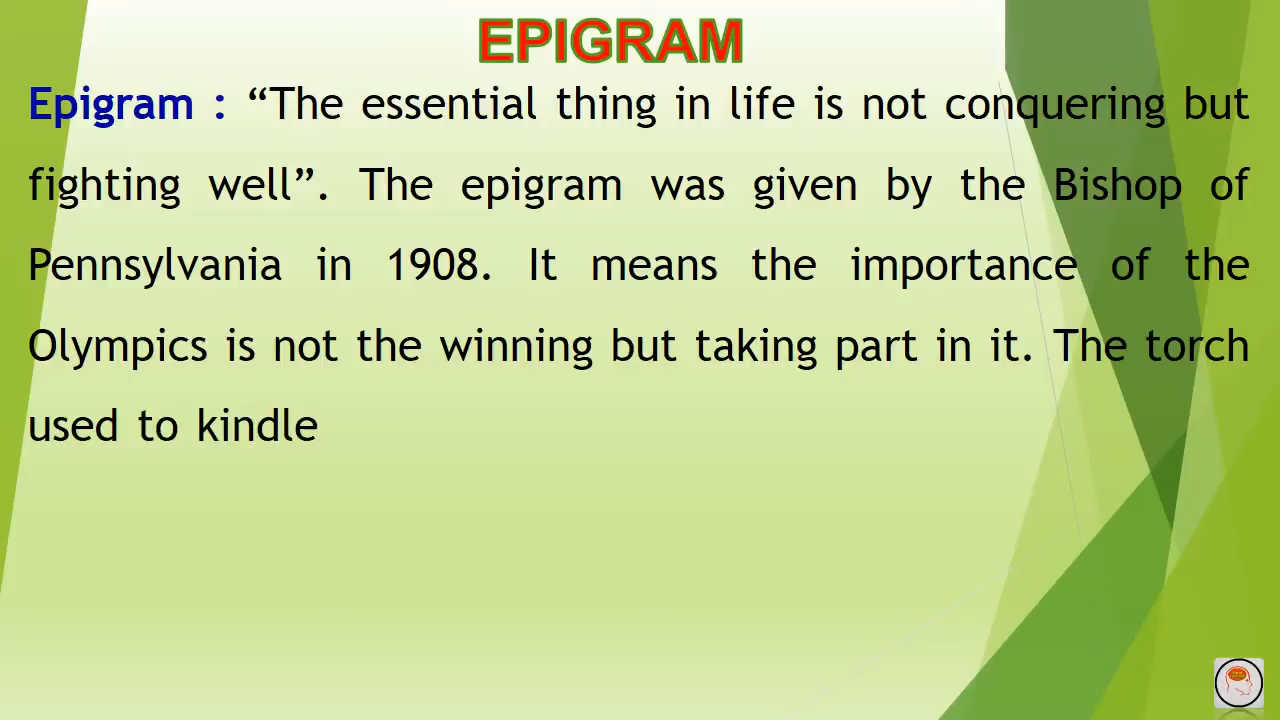 EPIGRAM
Epigram : “The essential thing in life is not conquering but
fighting well”. The epigram was given by the Bishop of
Pennsylvania in 1908. It means the importance of the
Olympics is not the winning but taking part in it. The torch
used to kindle